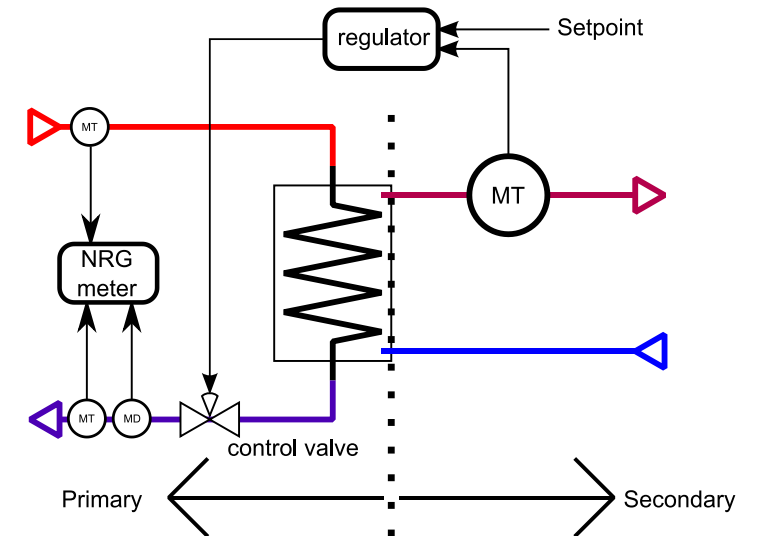 regulator
Setpoint
MT
MT
NRG
meter
MT
MD
control valve
Primary
Secondary